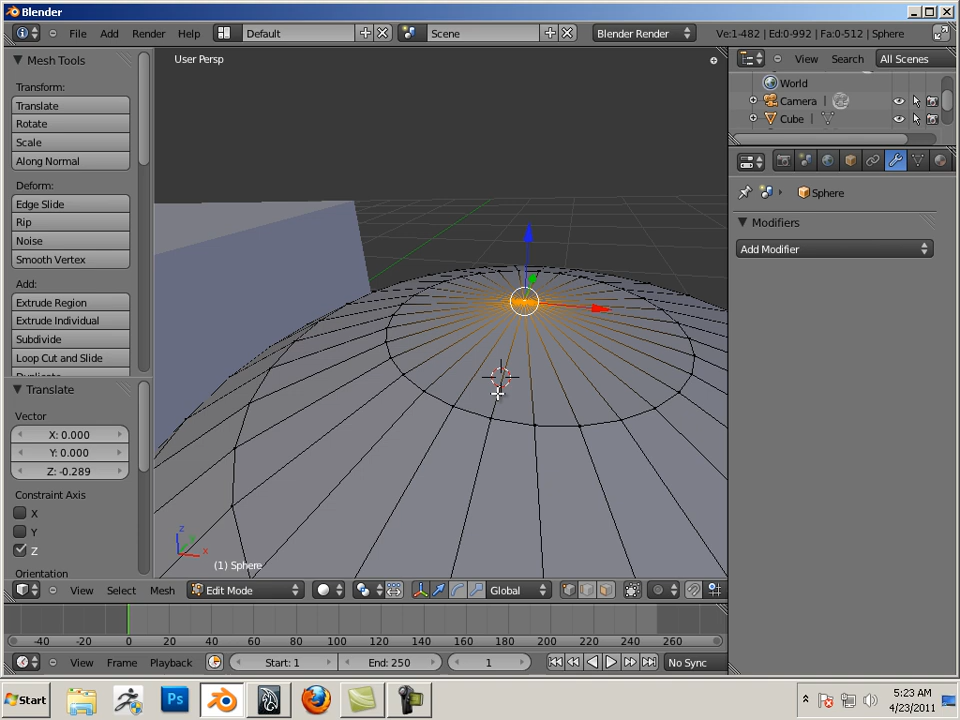 Blender
File Add Render Help Default Scene Blender Render Ve:1-482 | Ed:0-992 | Fa:0-512 | Sphere
Mesh Tools
Transform:
Translate
Rotate
Scale
Along Normal
Deform:
Edge Slide
Rip
Noise
Smooth Vertex
Add:
Extrude Region
Extrude Individual
Subdivide
Loop Cut and Slide
Translate
Vector
X: 0.000
Y: 0.000
Z: -0.289
Constraint Axis
X
Y
Z
Orientation
User Persp
z
x
(1) Sphere
View Select Mesh Edit Mode Global
View Search All Scenes
World
Camera
Cube
Sphere
Modifiers
Add Modifier
-40 -20 0 20 40 60 80 100 120 140 160 180 200 220 240 260
View Frame Playback Start: 1 End: 250 1 No Sync
Start Ps 5:23 AM
4/23/2011